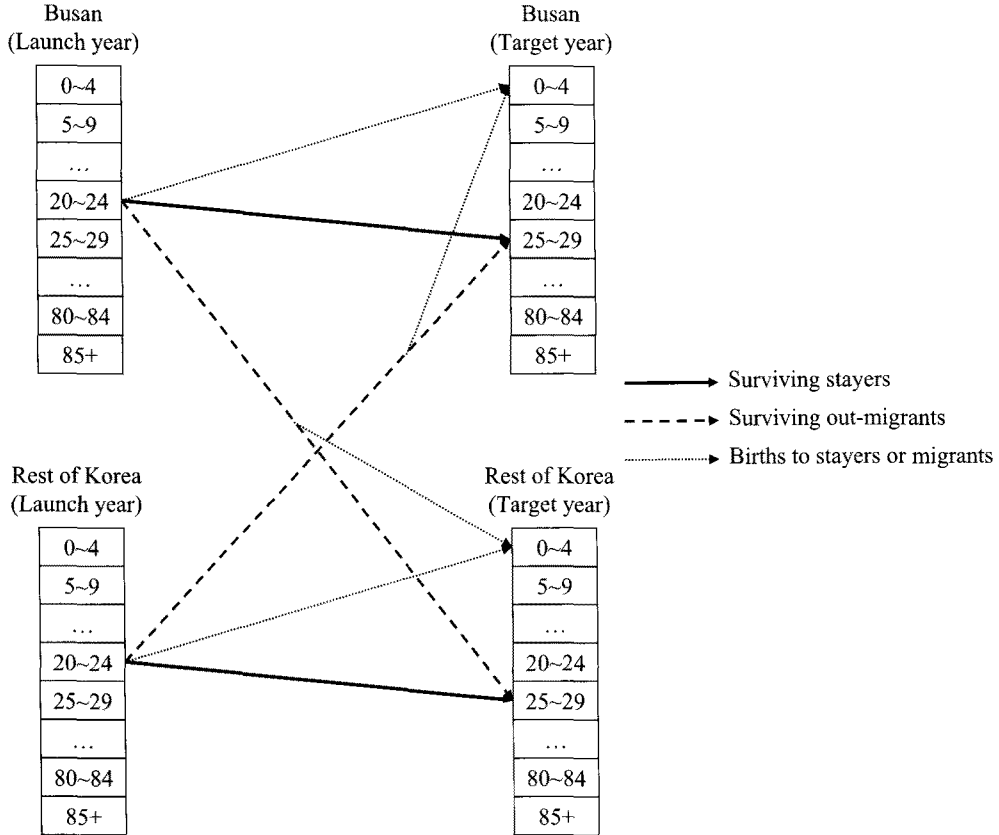 Busan
(Launch year)
0~4
5~9
...
20~24
25~29
...
80~84
85+
Busan
(Target year)
0~4
5~9
...
20~24
25~29
...
80~84
85+
Surviving stayers
Surviving out-migrants
Births to stayers or migrants
Rest of Korea
(Launch year)
0~4
5~9
...
20~24
25~29
...
80~84
85+
Rest of Korea
(Target year)
0~4
5~9
...
20~24
25~29
...
80~84
85+